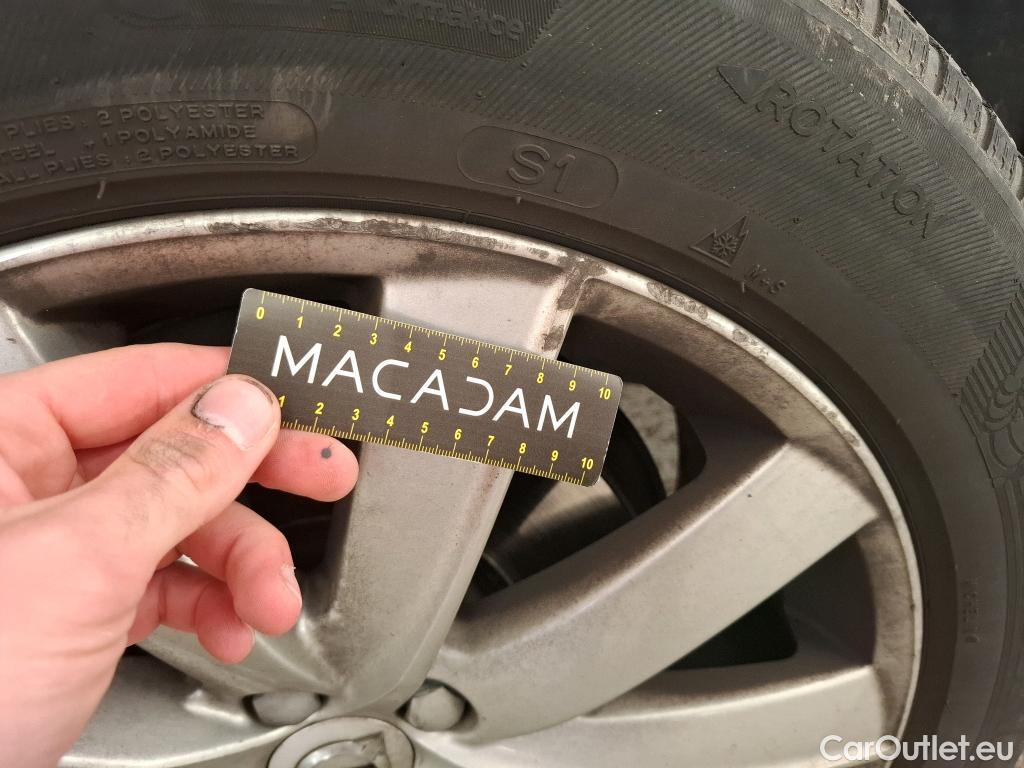 PLIES : 2 POLYESTER
+ 1 POLYAMIDE
ALL PLIES : 2 POLYESTER
S1
ROTATION
M+S
0 1 2 3 4 5 6 7 8 9 10
MACADAM
1 2 3 4 5 6 7 8 9 10
CarOutlet.eu